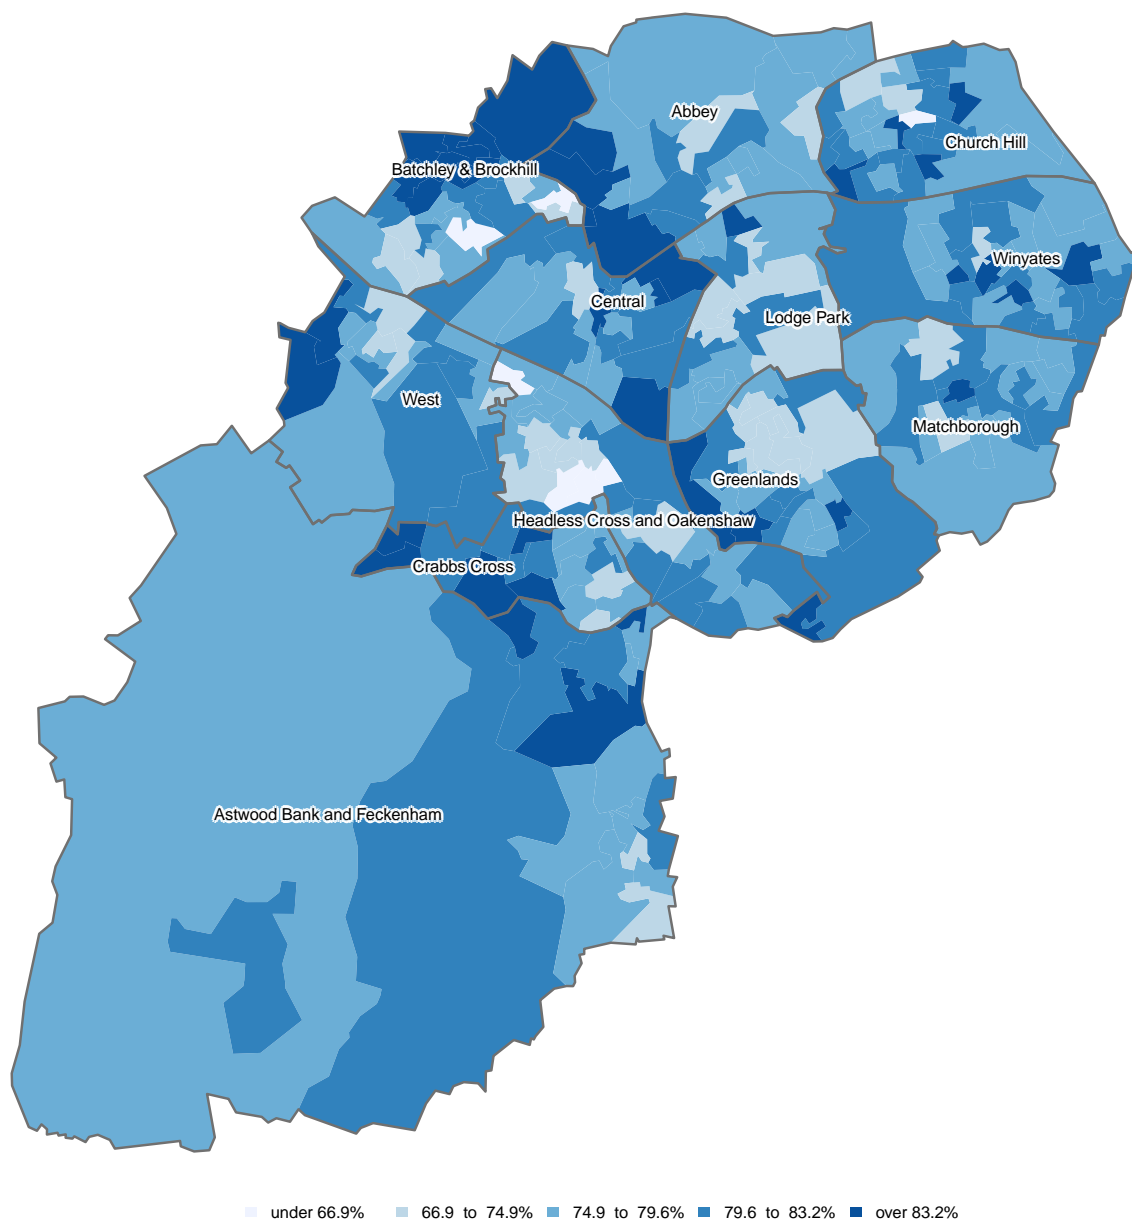 Abbey
Church Hill
Batchley & Brockhill
Winyates
Central
Lodge Park
West
Matchborough
Greenlands
Headless Cross and Oakenshaw
Crabbs Cross
Astwood Bank and Feckenham
under 66.9% 66.9 to 74.9% 74.9 to 79.6% 79.6 to 83.2% over 83.2%